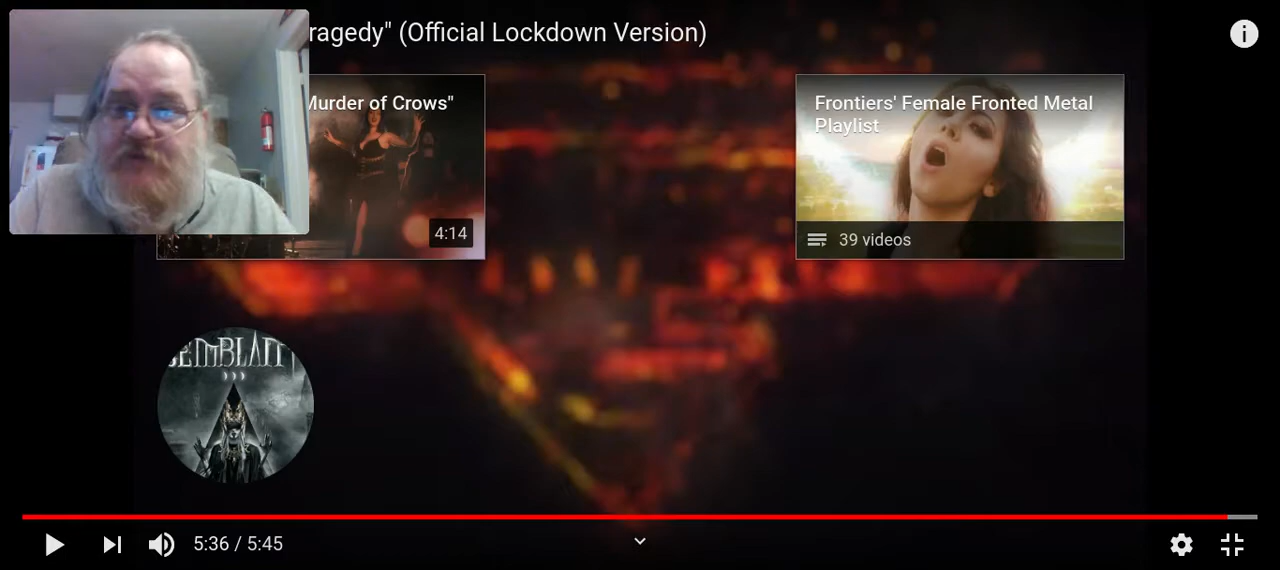 ragedy" (Official Lockdown Version)
Murder of Crows"
4:14
Frontiers' Female Fronted Metal
Playlist
39 videos
5:36 / 5:45